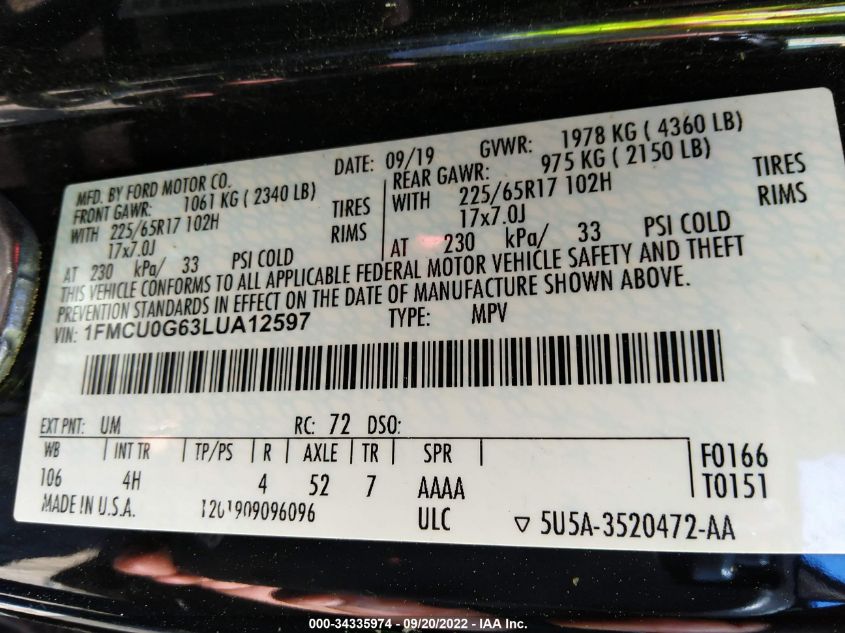 MFD. BY FORD MOTOR CO. DATE: 09/19 GVWR: 1978 KG ( 4360 LB)
FRONT GAWR: 1061 KG ( 2340 LB) REAR GAWR: 975 KG ( 2150 LB)
WITH 225/65R17 102H TIRES WITH 225/65R17 102H TIRES
17x7.0J RIMS 17x7.0J RIMS
AT 230 kPa/ 33 PSI COLD AT 230 kPa/ 33 PSI COLD
THIS VEHICLE CONFORMS TO ALL APPLICABLE FEDERAL MOTOR VEHICLE SAFETY AND THEFT
PREVENTION STANDARDS IN EFFECT ON THE DATE OF MANUFACTURE SHOWN ABOVE.
VIN: 1FMCU0G63LUA12597 TYPE: MPV
EXT PNT: UM RC: 72 DSO:
WB INT TR TP/PS R AXLE TR SPR
106 4H 4 52 7 AAAA
F0166
T0151
MADE IN U.S.A. 1201909096096 ULC 5U5A-3520472-AA
000-34335974 - 09/20/2022 - IAA Inc.